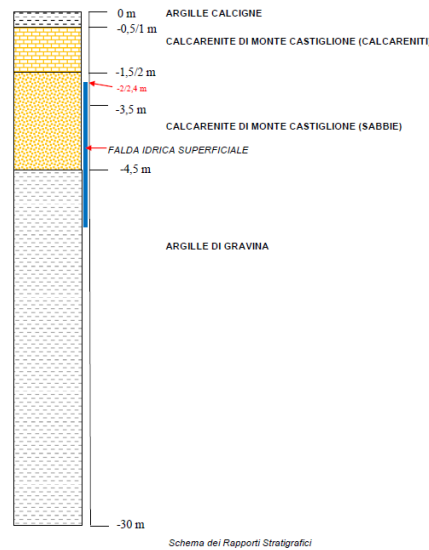 0 m
ARGILLE CALCIGNE
-0,5/1 m
CALCARENITE DI MONTE CASTIGLIONE (CALCARENITI)
-1,5/2 m
-2/2,4 m
-3,5 m
CALCARENITE DI MONTE CASTIGLIONE (SABBIE)
FALDA IDRICA SUPERFICIALE
-4,5 m
ARGILLE DI GRAVINA
-30 m
Schema dei Rapporti Stratigrafici